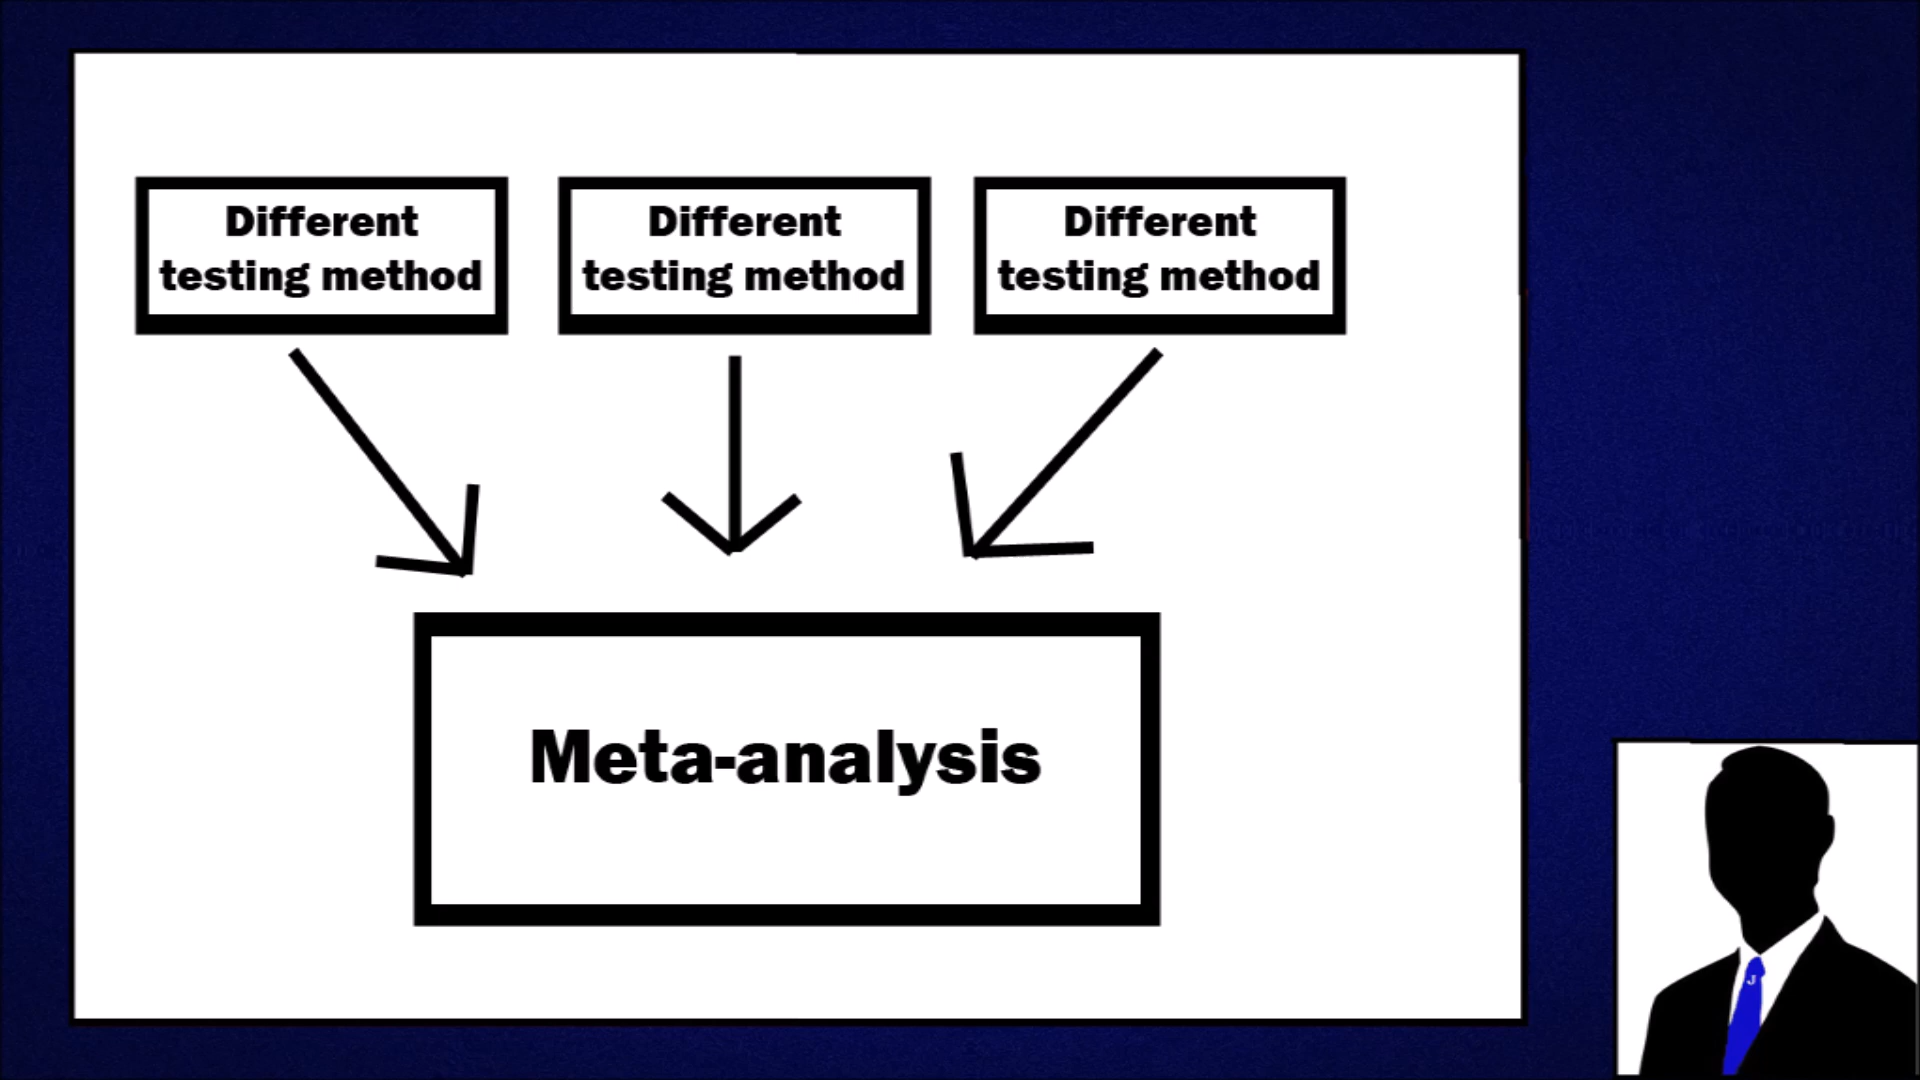 Different
testing method
Different
testing method
Different
testing method
Meta-analysis
J